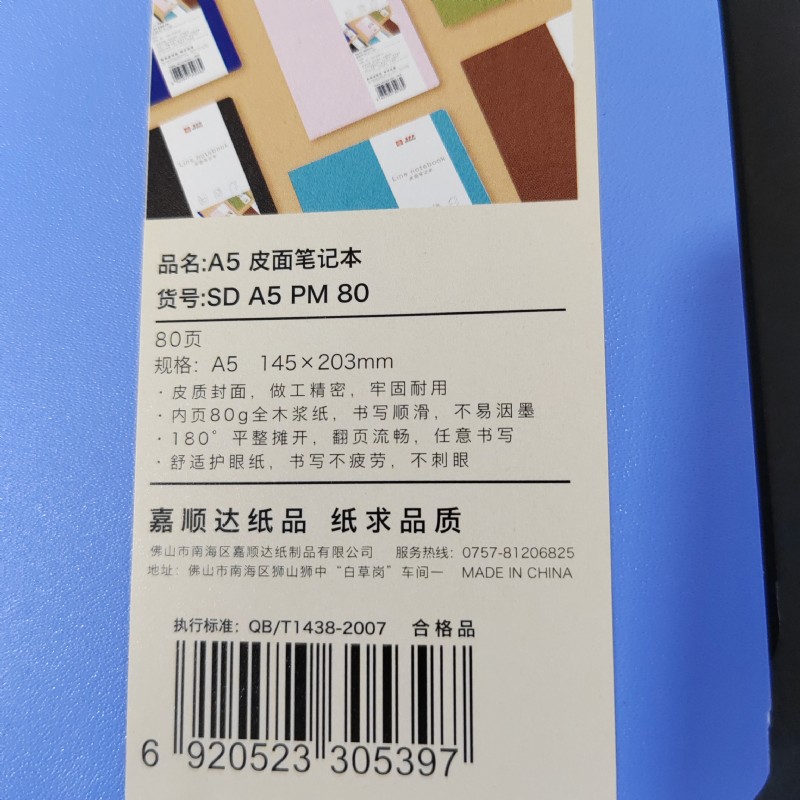 Line notebook
Line notebook
品名:A5 皮面笔记本
货号:SD A5 PM 80
80页
规格: A5 145×203mm
· 皮质封面, 做工精密, 牢固耐用
· 内页80g全木浆纸, 书写顺滑, 不易洇墨
· 180° 平整摊开, 翻页流畅, 任意书写
· 舒适护眼纸, 书写不疲劳, 不刺眼
嘉顺达纸品 纸求品质
佛山市南海区嘉顺达纸制品有限公司 服务热线: 0757-81206825
地址: 佛山市南海区狮山狮中“白草岗”车间一 MADE IN CHINA
执行标准: QB/T1438-2007 合格品
6 920523 305397